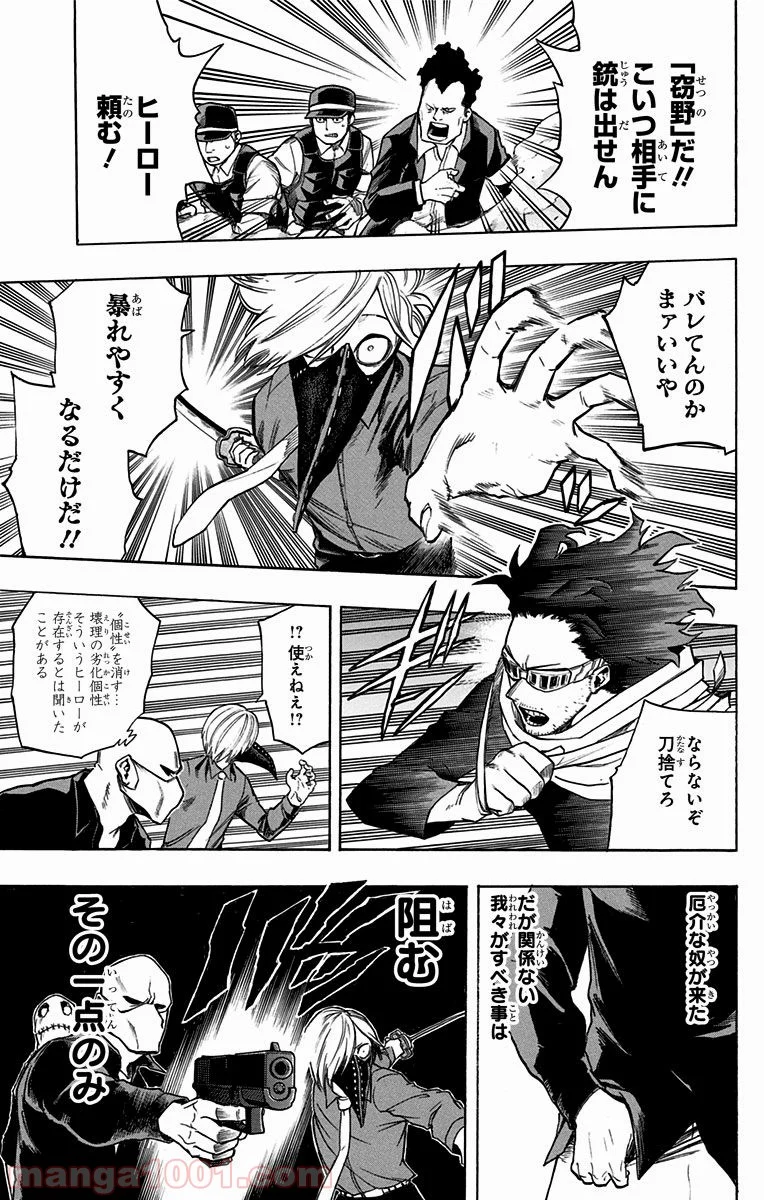 「窃野」だ!!
こいつ相手に
銃は出せん
ヒーロー
頼む!
バレてんのか
まァいいや
暴れやすく
なるだけだ!!
ならないぞ
刀捨てろ
!?使えねえ!?
“個性”を消す…
壊理の劣化個性
そういうヒーローが
存在するとは聞いた
ことがある
厄介な奴が来た
だが関係ない
我々がすべき事は
阻む
その一点のみ
manga1001.com